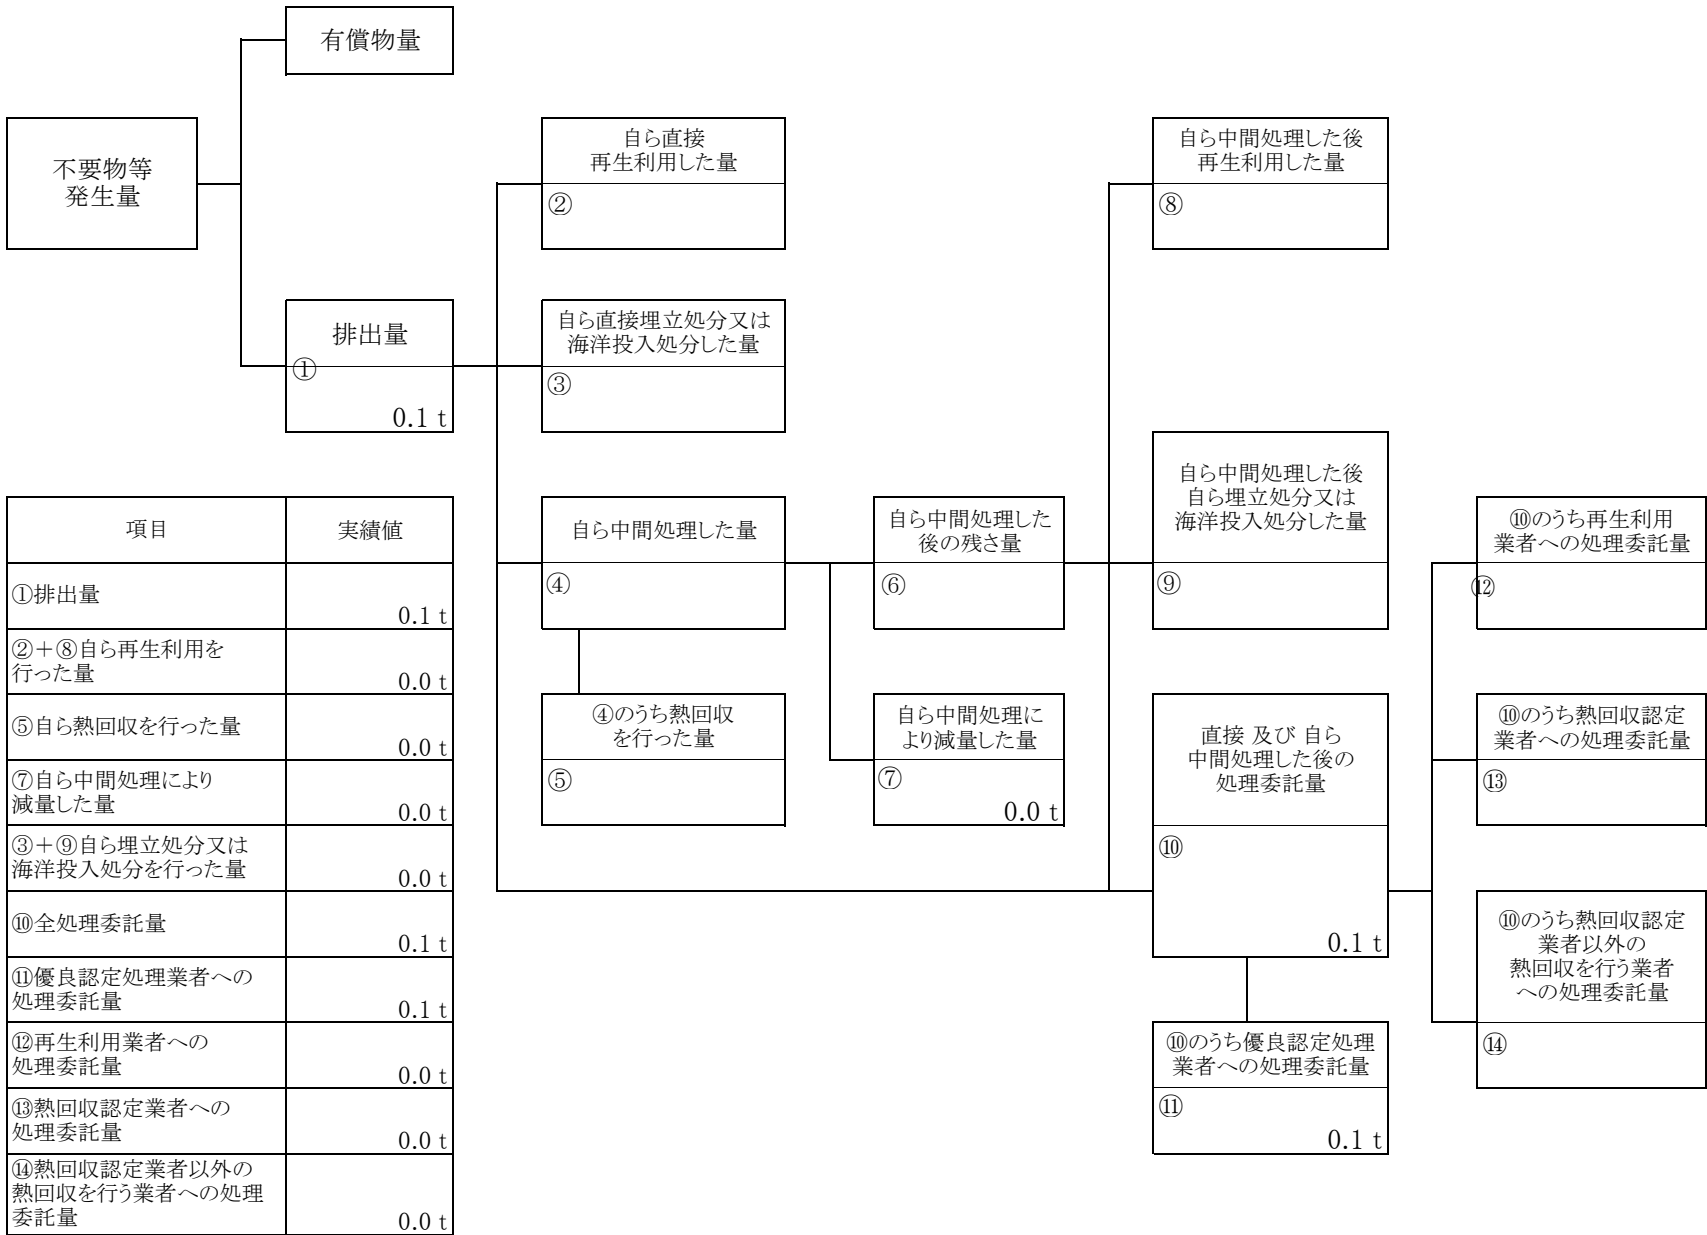 有償物量
不要物等
発生量
自ら直接
再生利用した量
②
自ら中間処理した後
再生利用した量
⑧
排出量
①
0.1 t
自ら直接埋立処分又は
海洋投入処分した量
③
自ら中間処理した量
④
自ら中間処理した
後の残さ量
⑥
自ら中間処理した後
自ら埋立処分又は
海洋投入処分した量
⑨
⑩のうち再生利用
業者への処理委託量
⑫
④のうち熱回収
を行った量
⑤
自ら中間処理に
より減量した量
⑦
0.0 t
直接 及び 自ら
中間処理した後の
処理委託量
⑩
0.1 t
⑩のうち熱回収認定
業者への処理委託量
⑬
⑩のうち熱回収認定
業者以外の
熱回収を行う業者
への処理委託量
⑭
⑩のうち優良認定処理
業者への処理委託量
⑪
0.1 t
項目 実績値
①排出量
0.1 t
②＋⑧自ら再生利用を
行った量
0.0 t
⑤自ら熱回収を行った量
0.0 t
⑦自ら中間処理により
減量した量
0.0 t
③＋⑨自ら埋立処分又は
海洋投入処分を行った量
0.0 t
⑩全処理委託量
0.1 t
⑪優良認定処理業者への
処理委託量
0.1 t
⑫再生利用業者への
処理委託量
0.0 t
⑬熱回収認定業者への
処理委託量
0.0 t
⑭熱回収認定業者以外の
熱回収を行う業者への処理
委託量
0.0 t